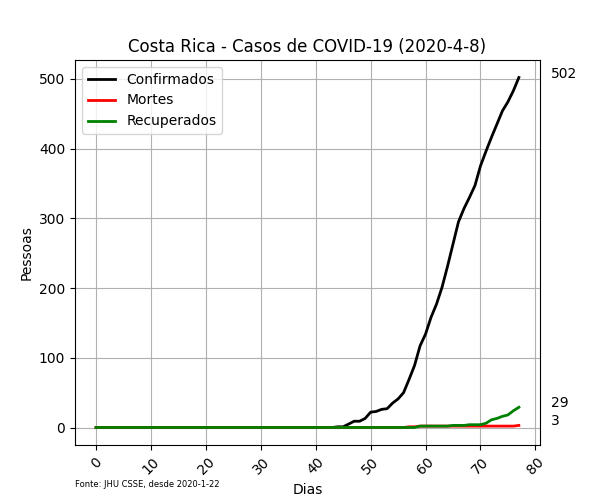 Costa Rica - Casos de COVID-19 (2020-4-8)
Confirmados
Mortes
Recuperados
Pessoas
500
400
300
200
100
0
502
29
3
0 10 20 30 40 50 60 70 80
Fonte: JHU CSSE, desde 2020-1-22
Dias